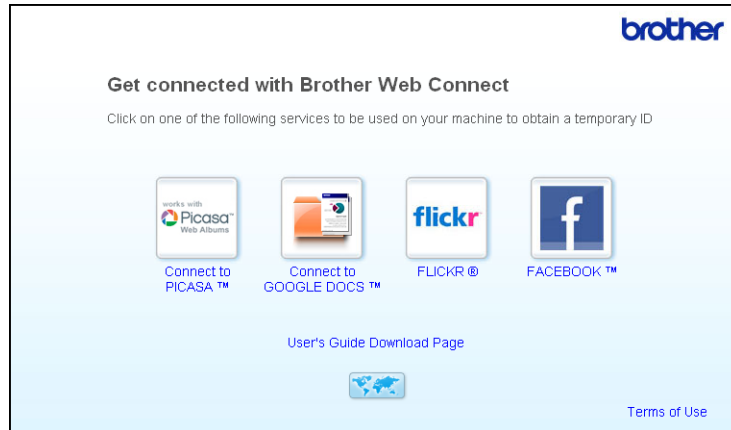 brother
Get connected with Brother Web Connect
Click on one of the following services to be used on your machine to obtain a temporary ID
works with
Picasa™
Web Albums
flickr
f
Connect to
PICASA ™
Connect to
GOOGLE DOCS ™
FLICKR ®
FACEBOOK ™
User's Guide Download Page
Terms of Use